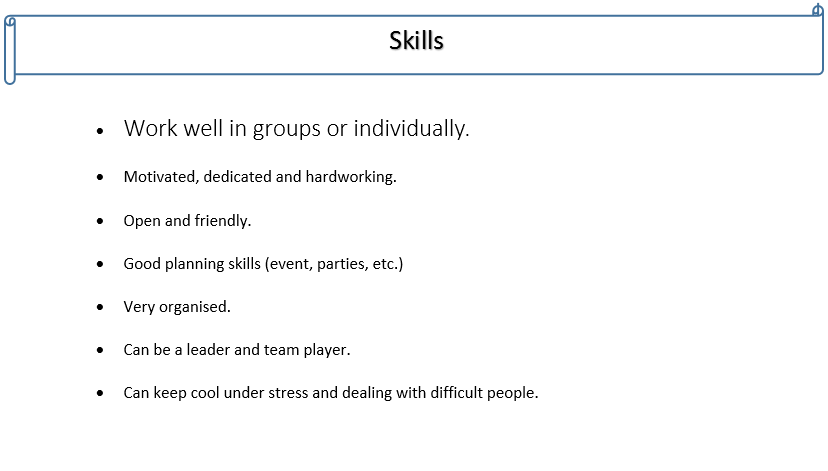 Skills
• Work well in groups or individually.
• Motivated, dedicated and hardworking.
• Open and friendly.
• Good planning skills (event, parties, etc.)
• Very organised.
• Can be a leader and team player.
• Can keep cool under stress and dealing with difficult people.